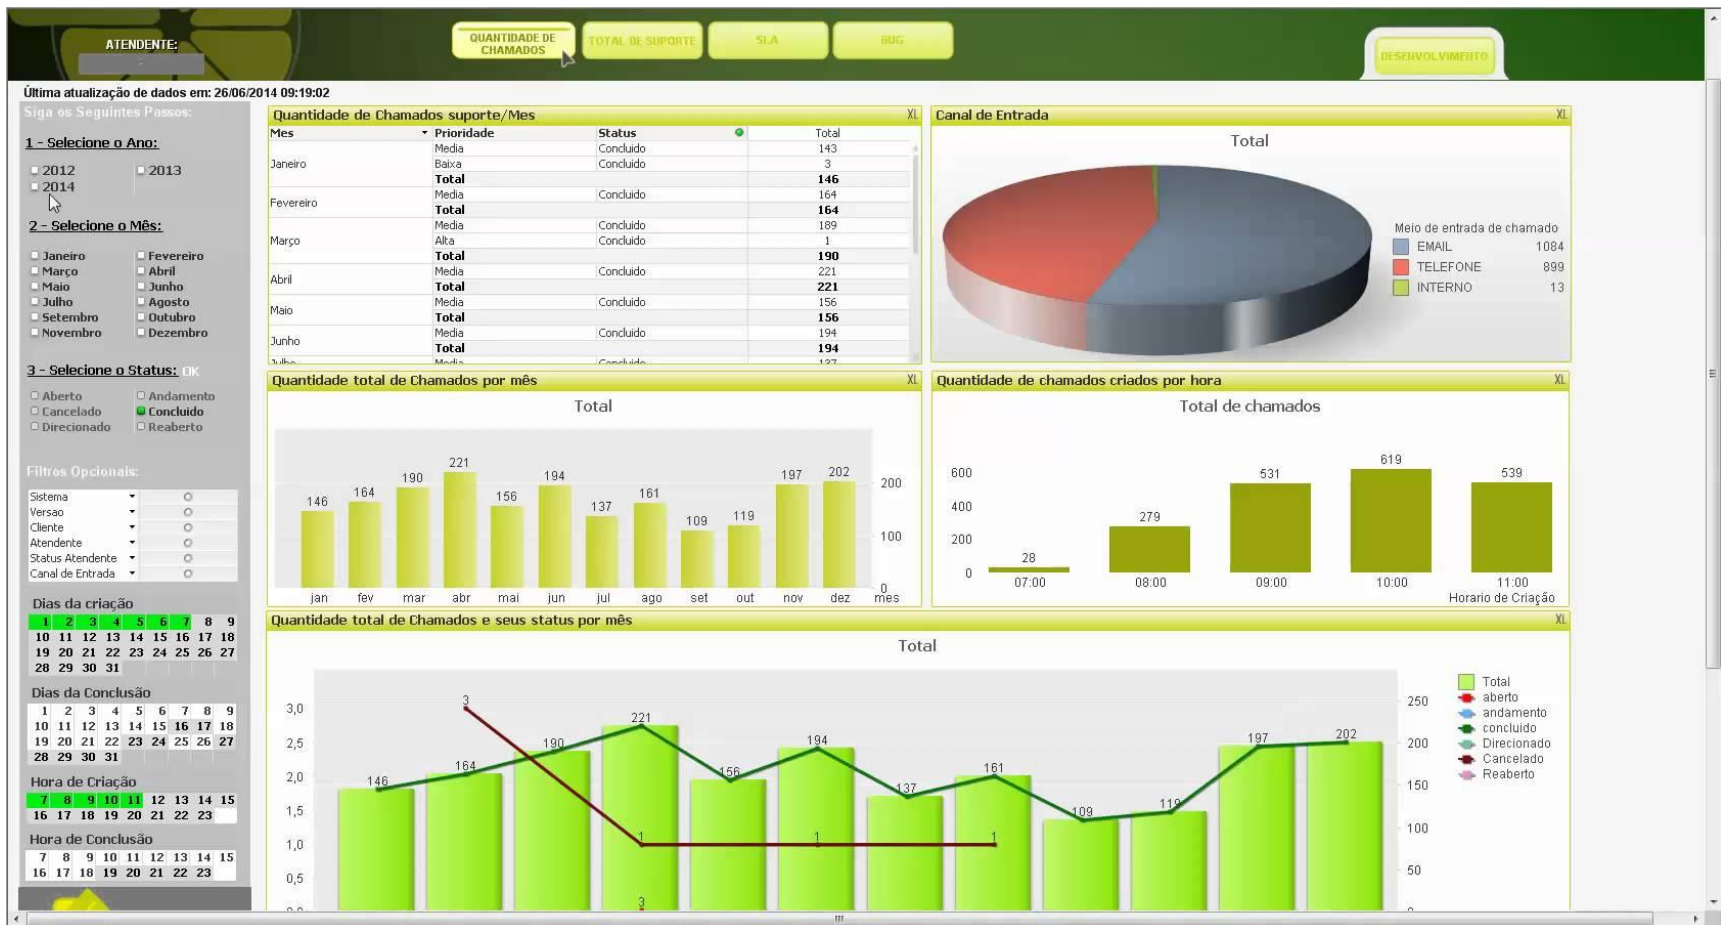 ATENDENTE:
QUANTIDADE DE
CHAMADOS
TOTAL DE SUPORTE
SLA
BUG
DESENVOLVIMENTO
Última atualização de dados em: 26/06/2014 09:19:02
Siga os Seguintes Passos:
1 - Selecione o Ano:
2012 2013
2014
2 - Selecione o Mês:
Janeiro Fevereiro
Março Abril
Maio Junho
Julho Agosto
Setembro Outubro
Novembro Dezembro
3 - Selecione o Status: OK
Aberto Andamento
Cancelado Concluido
Direcionado Reaberto
Filtros Opcionais:
Sistema
Versao
Cliente
Atendente
Status Atendente
Canal de Entrada
Dias da criação
1 2 3 4 5 6 7 8 9
10 11 12 13 14 15 16 17 18
19 20 21 22 23 24 25 26 27
28 29 30 31
Dias da Conclusão
1 2 3 4 5 6 7 8 9
10 11 12 13 14 15 16 17 18
19 20 21 22 23 24 25 26 27
28 29 30 31
Hora de Criação
7 8 9 10 11 12 13 14 15
16 17 18 19 20 21 22 23
Hora de Conclusão
7 8 9 10 11 12 13 14 15
16 17 18 19 20 21 22 23
Quantidade de Chamados suporte/Mes XL
Mes Prioridade Status Total
Janeiro
Media Concluido 143
Baixa Concluido 3
Total 146
Fevereiro
Media Concluido 164
Total 164
Março
Media Concluido 189
Alta Concluido 1
Total 190
Abril
Media Concluido 221
Total 221
Maio
Media Concluido 156
Total 156
Junho
Media Concluido 194
Total 194
Julho Media Concluido 137
Canal de Entrada XL
Total
Meio de entrada de chamado
EMAIL 1084
TELEFONE 899
INTERNO 13
Quantidade total de Chamados por mês XL
Total
146 164 190 221 156 194 137 161 109 119 197 202
200
100
0
jan fev mar abr mai jun jul ago set out nov dez mes
Quantidade de chamados criados por hora XL
Total de chamados
600
400
200
0
28 279 531 619 539
07:00 08:00 09:00 10:00 11:00
Horario de Criação
Quantidade total de Chamados e seus status por mês XL
Total
3,0
2,5
2,0
1,5
1,0
0,5
0,0
146 164 190 221 156 194 137 161 109 119 197 202
3 1 1 1
3
250
200
150
100
50
0
Total
aberto
andamento
concluido
Direcionado
Cancelado
Reaberto